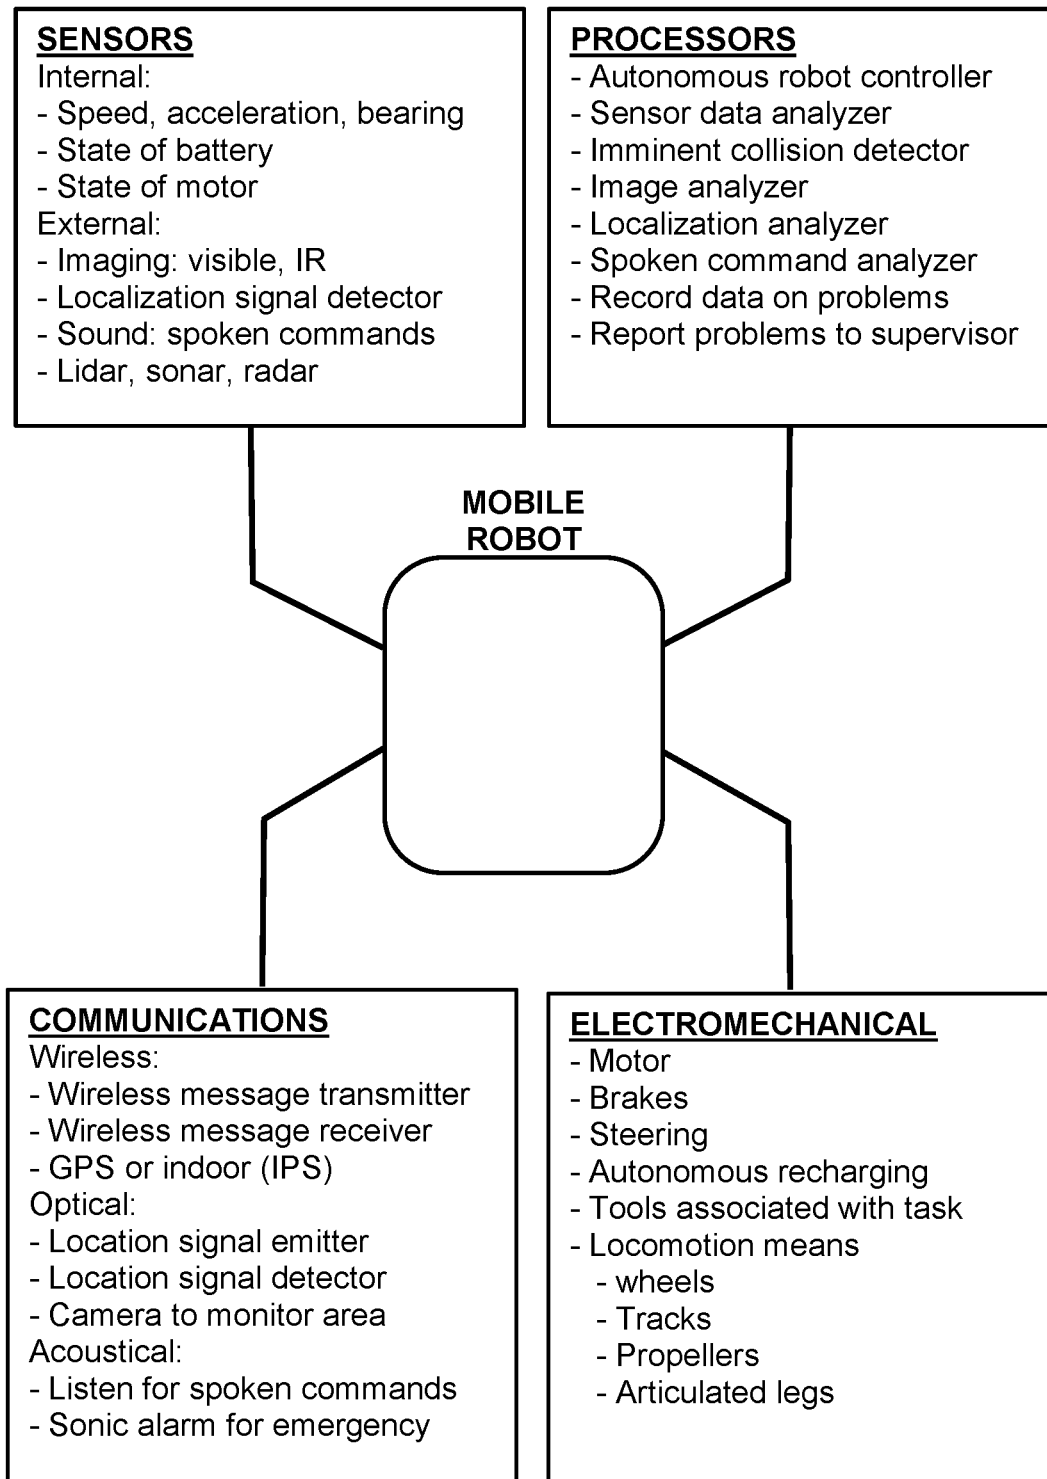 SENSORS
Internal:
- Speed, acceleration, bearing
- State of battery
- State of motor
External:
- Imaging: visible, IR
- Localization signal detector
- Sound: spoken commands
- Lidar, sonar, radar
PROCESSORS
- Autonomous robot controller
- Sensor data analyzer
- Imminent collision detector
- Image analyzer
- Localization analyzer
- Spoken command analyzer
- Record data on problems
- Report problems to supervisor
MOBILE
ROBOT
COMMUNICATIONS
Wireless:
- Wireless message transmitter
- Wireless message receiver
- GPS or indoor (IPS)
Optical:
- Location signal emitter
- Location signal detector
- Camera to monitor area
Acoustical:
- Listen for spoken commands
- Sonic alarm for emergency
ELECTROMECHANICAL
- Motor
- Brakes
- Steering
- Autonomous recharging
- Tools associated with task
- Locomotion means
- wheels
- Tracks
- Propellers
- Articulated legs